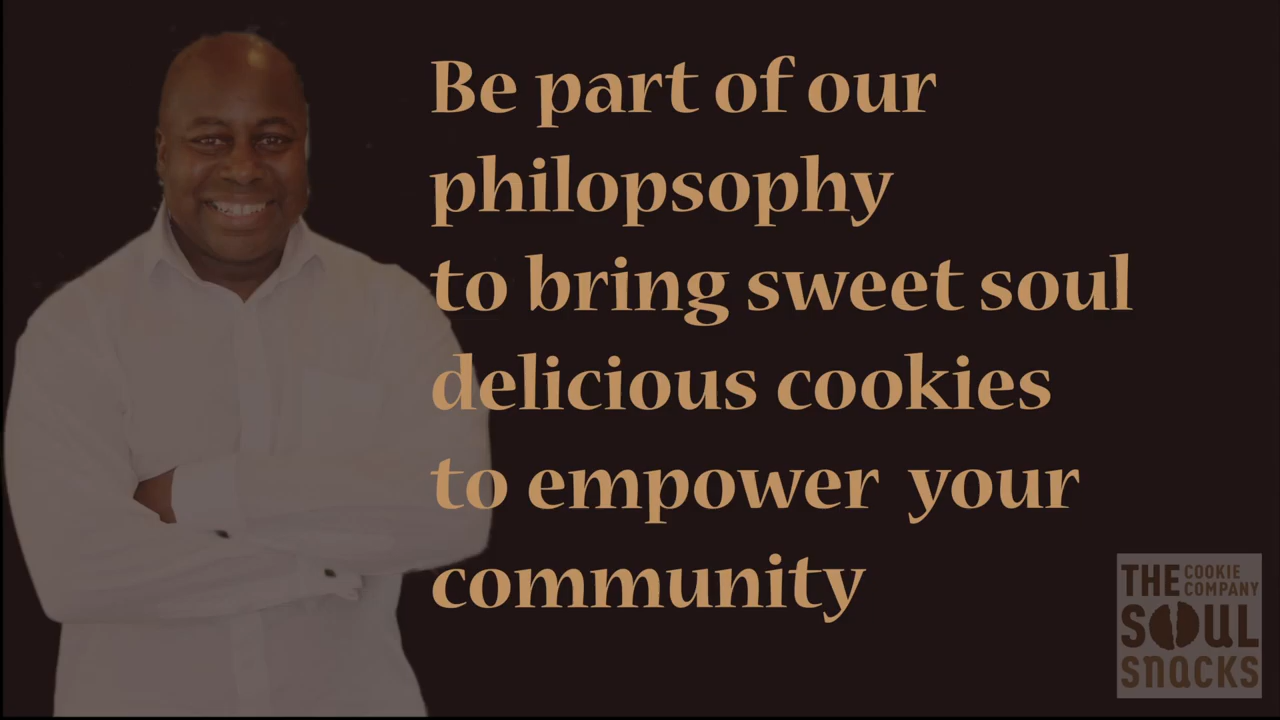 Be part of our
philopsophy
to bring sweet soul
delicious cookies
to empower  your
community
THE COOKIE
COMPANY
SOUL
SNACKS